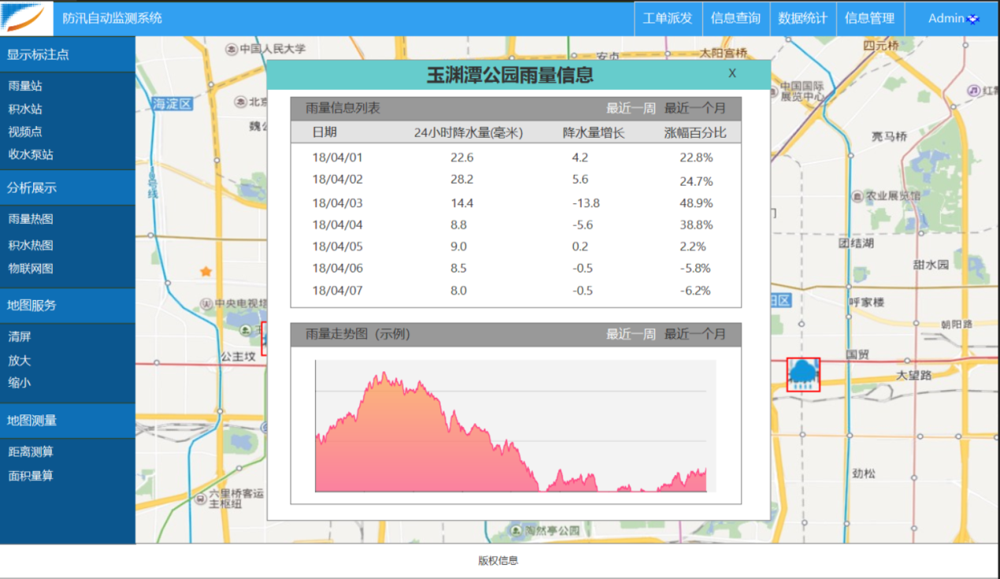 防汛自动监测系统
工单派发 信息查询 数据统计 信息管理 Admin
显示标注点
雨量站
积水站
视频点
收水泵站
分析展示
雨量热图
积水热图
物联网图
地图服务
清屏
放大
缩小
地图测量
距离测算
面积量算
玉渊潭公园雨量信息 X
雨量信息列表 最近一周 最近一个月
日期 24小时降水量(毫米) 降水量增长 涨幅百分比
18/04/01 22.6 4.2 22.8%
18/04/02 28.2 5.6 24.7%
18/04/03 14.4 -13.8 48.9%
18/04/04 8.8 -5.6 38.8%
18/04/05 9.0 0.2 2.2%
18/04/06 8.5 -0.5 -5.8%
18/04/07 8.0 -0.5 -6.2%
雨量走势图（示例） 最近一周 最近一个月
中国人民大学
安贞
太阳宫桥
四元桥
海淀区
北京
魏公
中国国际
展览中心
红
亮马桥
号线
农业展览馆
团结湖
甜水园
中央电视塔
区
呼家楼
朝阳路
公主坟
国贸
大望路
六里桥客运
主枢纽
劲松
陶然亭公园
版权信息